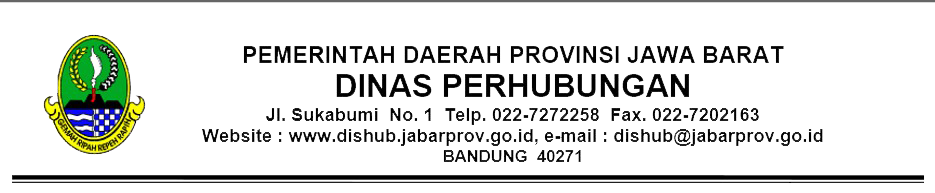 PEMERINTAH DAERAH PROVINSI JAWA BARAT
DINAS PERHUBUNGAN
Jl. Sukabumi No. 1 Telp. 022-7272258 Fax. 022-7202163
Website : www.dishub.jabarprov.go.id, e-mail : dishub@jabarprov.go.id
BANDUNG 40271
GEMAH RIPAH REPEH RAPIH